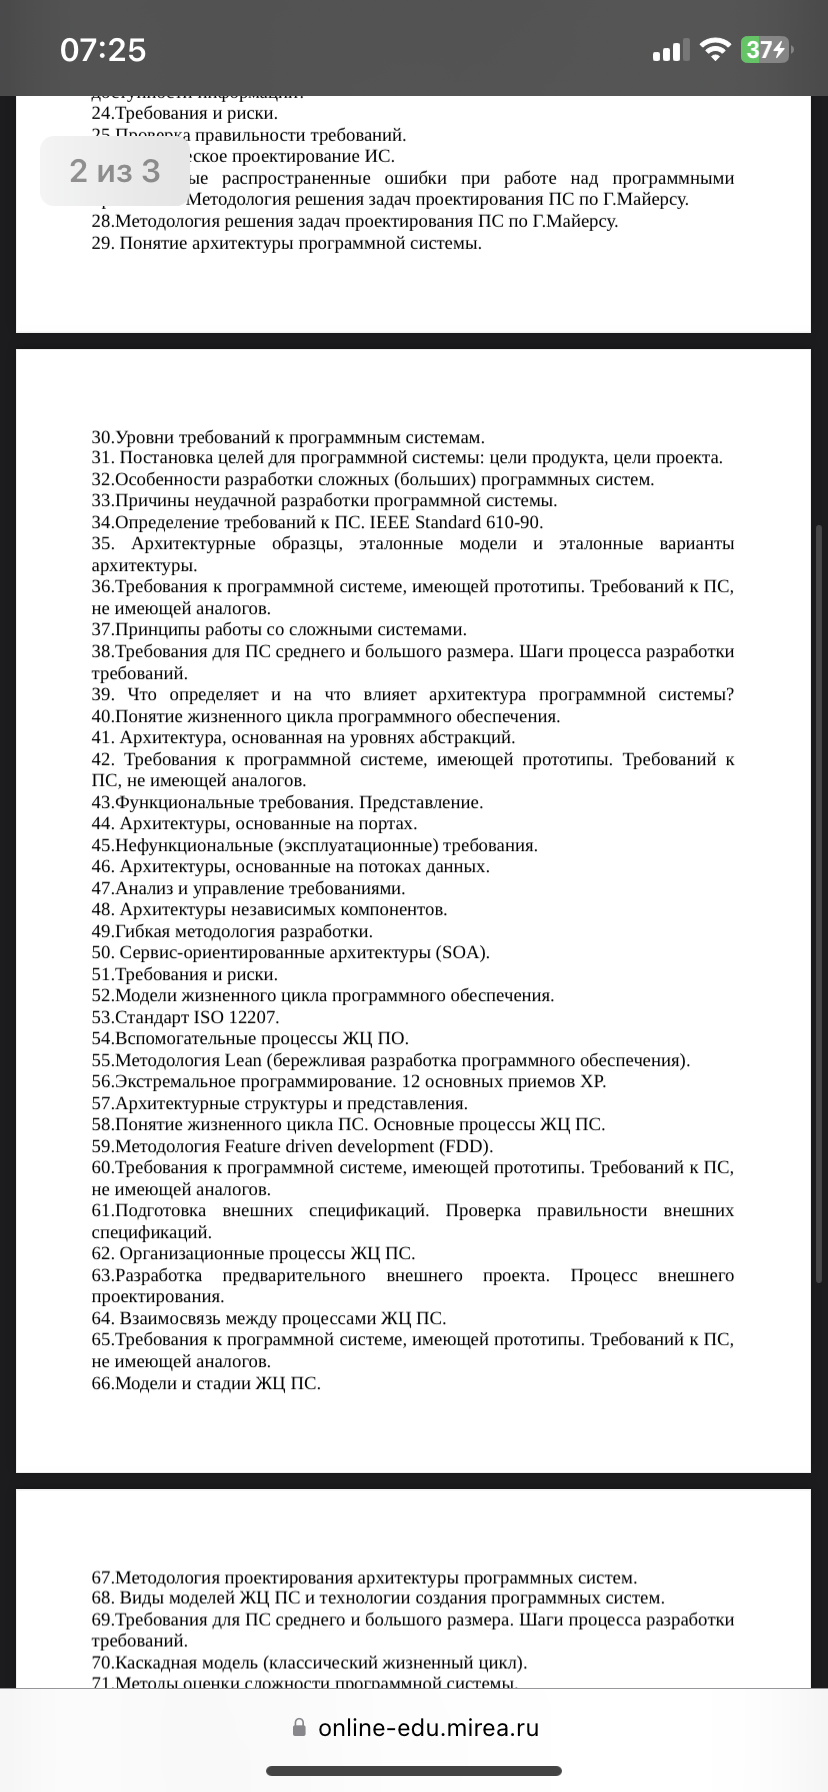 07:25
37
24.Требования и риски.
25.Проверка правильности требований.
2 из 3
еское проектирование ИС.
ые распространенные ошибки при работе над программными
Методология решения задач проектирования ПС по Г.Майерсу.
28.Методология решения задач проектирования ПС по Г.Майерсу.
29. Понятие архитектуры программной системы.
30.Уровни требований к программным системам.
31. Постановка целей для программной системы: цели продукта, цели проекта.
32.Особенности разработки сложных (больших) программных систем.
33.Причины неудачной разработки программной системы.
34.Определение требований к ПС. IEEE Standard 610-90.
35. Архитектурные образцы, эталонные модели и эталонные варианты
архитектуры.
36.Требования к программной системе, имеющей прототипы. Требований к ПС,
не имеющей аналогов.
37.Принципы работы со сложными системами.
38.Требования для ПС среднего и большого размера. Шаги процесса разработки
требований.
39. Что определяет и на что влияет архитектура программной системы?
40.Понятие жизненного цикла программного обеспечения.
41. Архитектура, основанная на уровнях абстракций.
42. Требования к программной системе, имеющей прототипы. Требований к
ПС, не имеющей аналогов.
43.Функциональные требования. Представление.
44. Архитектуры, основанные на портах.
45.Нефункциональные (эксплуатационные) требования.
46. Архитектуры, основанные на потоках данных.
47.Анализ и управление требованиями.
48. Архитектуры независимых компонентов.
49.Гибкая методология разработки.
50. Сервис-ориентированные архитектуры (SOA).
51.Требования и риски.
52.Модели жизненного цикла программного обеспечения.
53.Стандарт ISO 12207.
54.Вспомогательные процессы ЖЦ ПО.
55.Методология Lean (бережливая разработка программного обеспечения).
56.Экстремальное программирование. 12 основных приемов XP.
57.Архитектурные структуры и представления.
58.Понятие жизненного цикла ПС. Основные процессы ЖЦ ПС.
59.Методология Feature driven development (FDD).
60.Требования к программной системе, имеющей прототипы. Требований к ПС,
не имеющей аналогов.
61.Подготовка внешних спецификаций. Проверка правильности внешних
спецификаций.
62. Организационные процессы ЖЦ ПС.
63.Разработка предварительного внешнего проекта. Процесс внешнего
проектирования.
64. Взаимосвязь между процессами ЖЦ ПС.
65.Требования к программной системе, имеющей прототипы. Требований к ПС,
не имеющей аналогов.
66.Модели и стадии ЖЦ ПС.
67.Методология проектирования архитектуры программных систем.
68. Виды моделей ЖЦ ПС и технологии создания программных систем.
69.Требования для ПС среднего и большого размера. Шаги процесса разработки
требований.
70.Каскадная модель (классический жизненный цикл).
71.Методы оценки сложности программной системы.
online-edu.mirea.ru